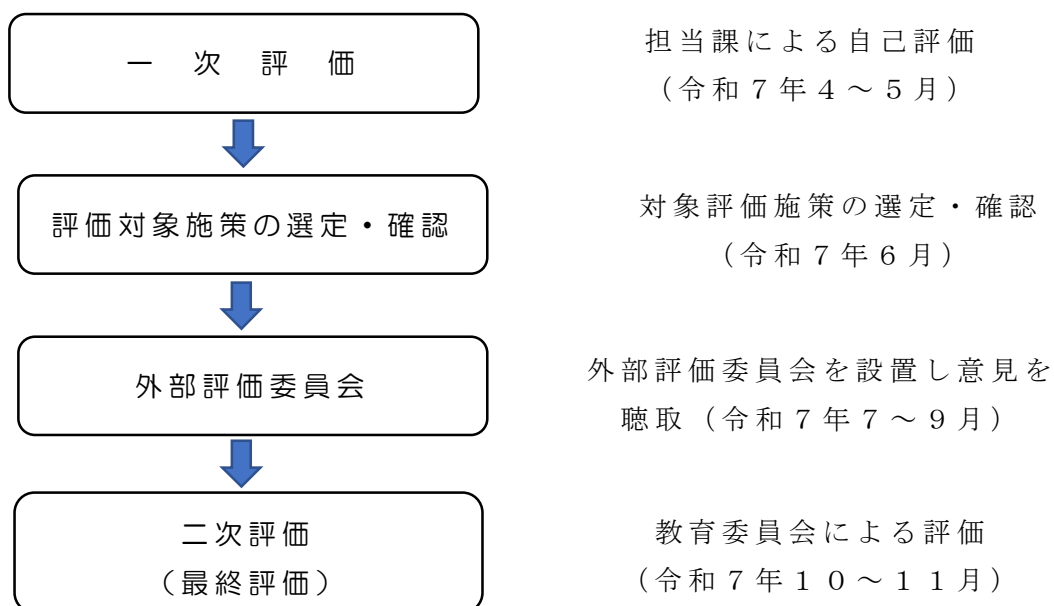 一次評価
担当課による自己評価
（令和７年４～５月）
評価対象施策の選定・確認
対象評価施策の選定・確認
（令和７年６月）
外部評価委員会
外部評価委員会を設置し意見を
聴取（令和７年７～９月）
二次評価
（最終評価）
教育委員会による評価
（令和７年１０～１１月）